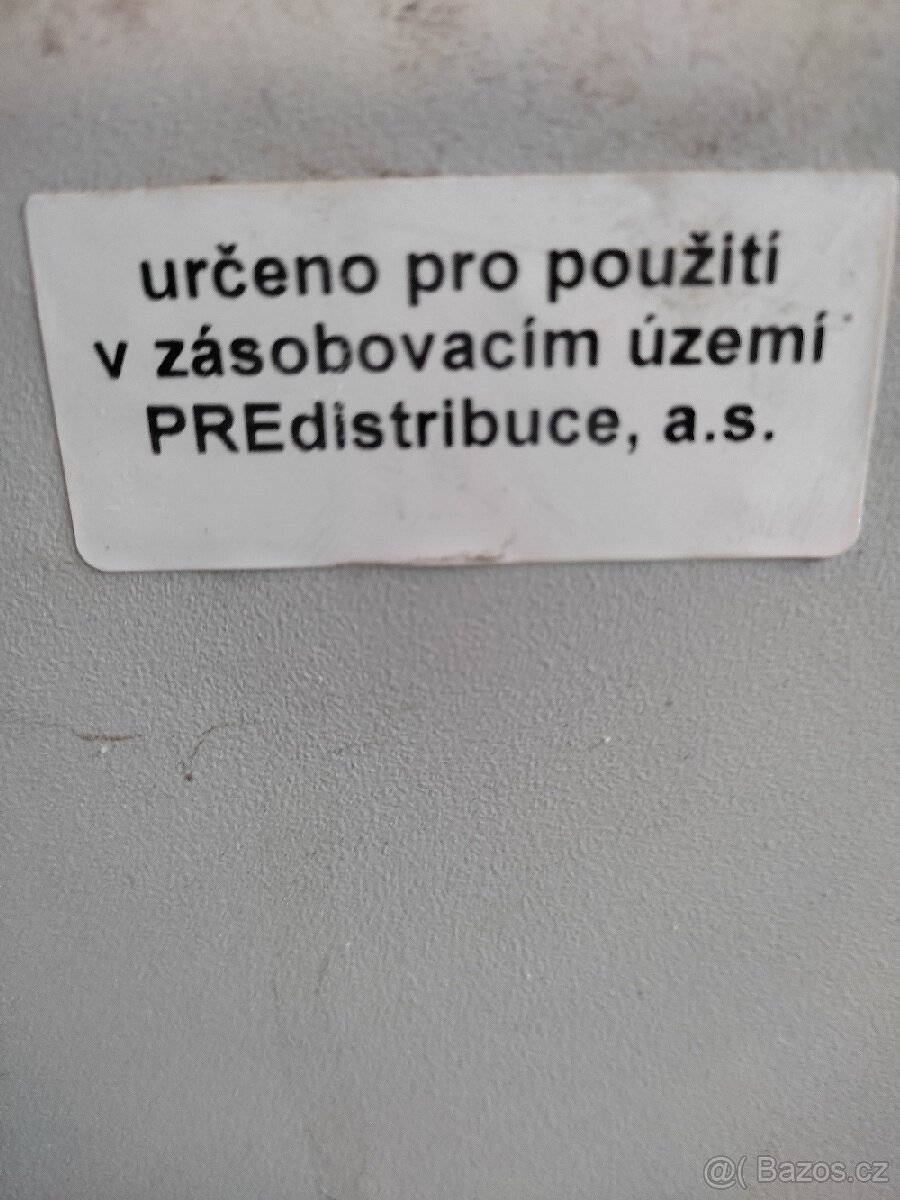 určeno pro použití
v zásobovacím území
PREdistribuce, a.s.
@( Bazos.cz